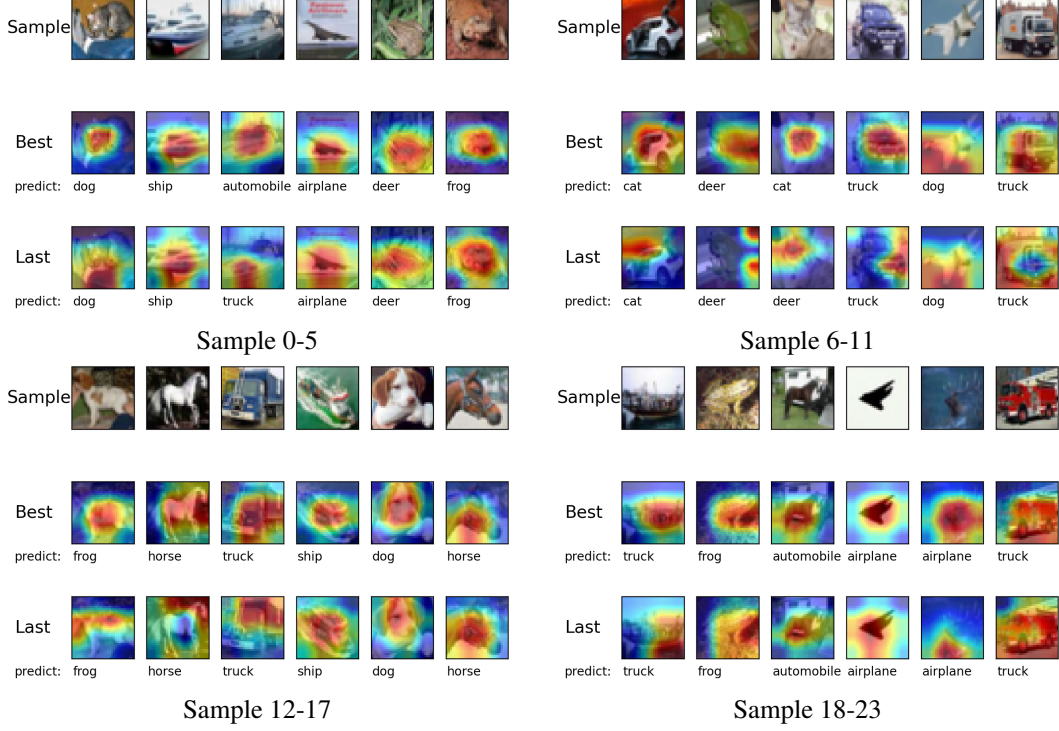 Sample
Best
predict: dog ship automobile airplane deer frog
Last
predict: dog ship truck airplane deer frog
Sample 0-5
Sample
Best
predict: cat deer cat truck dog truck
Last
predict: cat deer deer truck dog truck
Sample 6-11
Sample
Best
predict: frog horse truck ship dog horse
Last
predict: frog horse truck ship dog horse
Sample 12-17
Sample
Best
predict: truck frog automobile airplane airplane truck
Last
predict: truck frog automobile airplane airplane truck
Sample 18-23